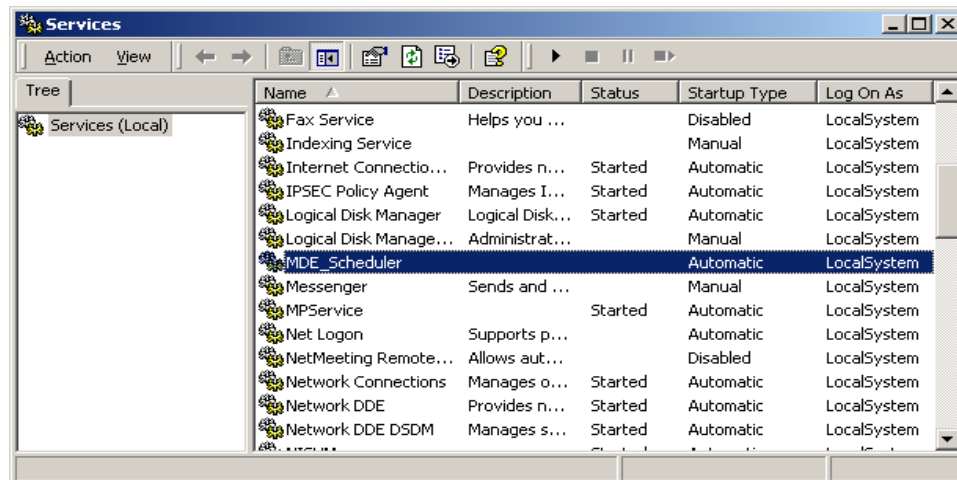 Services
Action View
Tree
Services (Local)
Name Description Status Startup Type Log On As
Fax Service Helps you ... Disabled LocalSystem
Indexing Service Manual LocalSystem
Internet Connectio... Provides n... Started Automatic LocalSystem
IPSEC Policy Agent Manages I... Started Automatic LocalSystem
Logical Disk Manager Logical Disk... Started Automatic LocalSystem
Logical Disk Manage... Administrat... Manual LocalSystem
MDE_Scheduler Automatic LocalSystem
Messenger Sends and ... Manual LocalSystem
MPService Started Automatic LocalSystem
Net Logon Supports p... Automatic LocalSystem
NetMeeting Remote... Allows aut... Disabled LocalSystem
Network Connections Manages o... Started Automatic LocalSystem
Network DDE Provides n... Started Automatic LocalSystem
Network DDE DSDM Manages s... Started Automatic LocalSystem